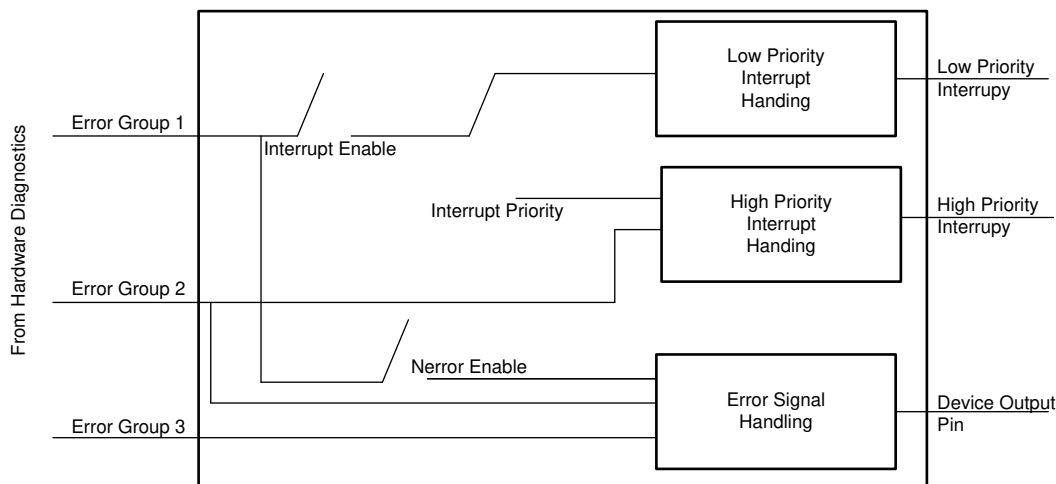 From Hardware Diagnostics
Error Group 1
Interrupt Enable
Low Priority
Interrupt
Handing
Low Priority
Interrupy
Interrupt Priority
High Priority
Interrupt
Handing
High Priority
Interrupy
Error Group 2
Nerror Enable
Error Signal
Handling
Device Output
Pin
Error Group 3